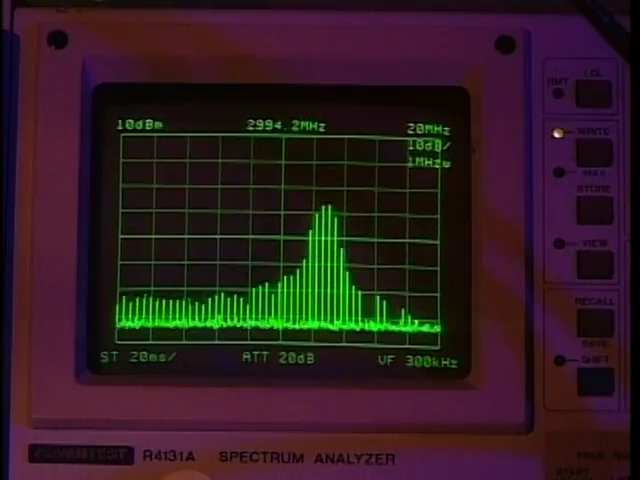 10dBm 2994.2MHz 20MHz
10dB/
1MHzw
ST 20ms/ ATT 20dB VF 300kHz
LCL
RMT
WRITE
MAX
STORE
VIEW
RECALL
SAVE
SHIFT
ADVANTEST R4131A SPECTRUM ANALYZER
START